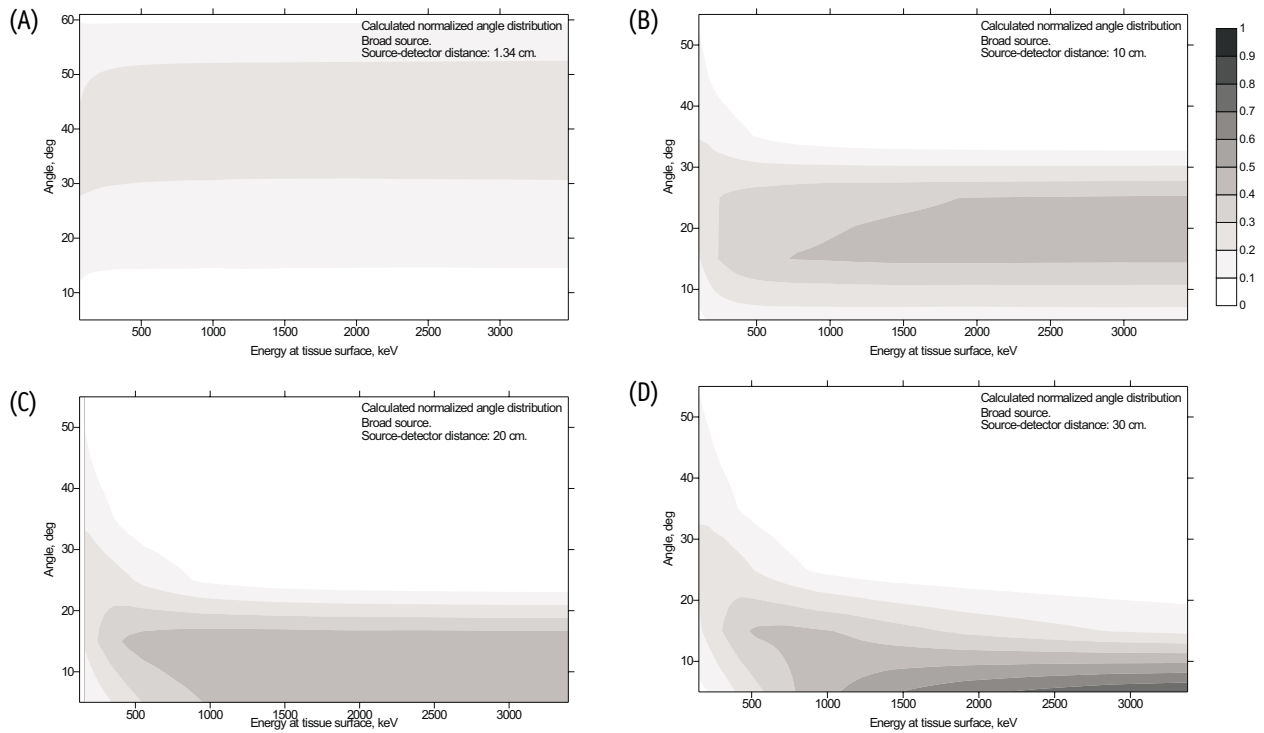 (A)
Calculated normalized angle distribution
Broad source.
Source-detector distance: 1.34 cm.
60
50
40
30
20
10
Angle, deg
500 1000 1500 2000 2500 3000
Energy at tissue surface, keV
(B)
Calculated normalized angle distribution
Broad source.
Source-detector distance: 10 cm.
50
40
30
20
10
Angle, deg
500 1000 1500 2000 2500 3000
Energy at tissue surface, keV
1
0.9
0.8
0.7
0.6
0.5
0.4
0.3
0.2
0.1
0
(C)
Calculated normalized angle distribution
Broad source.
Source-detector distance: 20 cm.
50
40
30
20
10
Angle, deg
500 1000 1500 2000 2500 3000
Energy at tissue surface, keV
(D)
Calculated normalized angle distribution
Broad source.
Source-detector distance: 30 cm.
50
40
30
20
10
Angle, deg
500 1000 1500 2000 2500 3000
Energy at tissue surface, keV